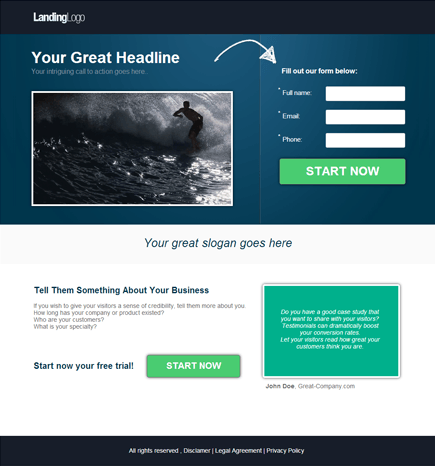 LandingLogo
Your Great Headline
Your intriguing call to action goes here.
Fill out our form below:
* Full name:
* Email:
* Phone:
START NOW
Your great slogan goes here
Tell Them Something About Your Business
If you wish to give your visitors a sense of credibility, tell them more about you.
How long has your company or product existed?
Who are your customers?
What is your specialty?
Start now your free trial!
START NOW
Do you have a good case study that
you want to share with your visitors?
Testimonials can dramatically boost
your conversion rates.
Let your visitors read how great your
customers think you are.
John Doe, Great-Company.com
All rights reserved , Disclamer | Legal Agreement | Privacy Policy